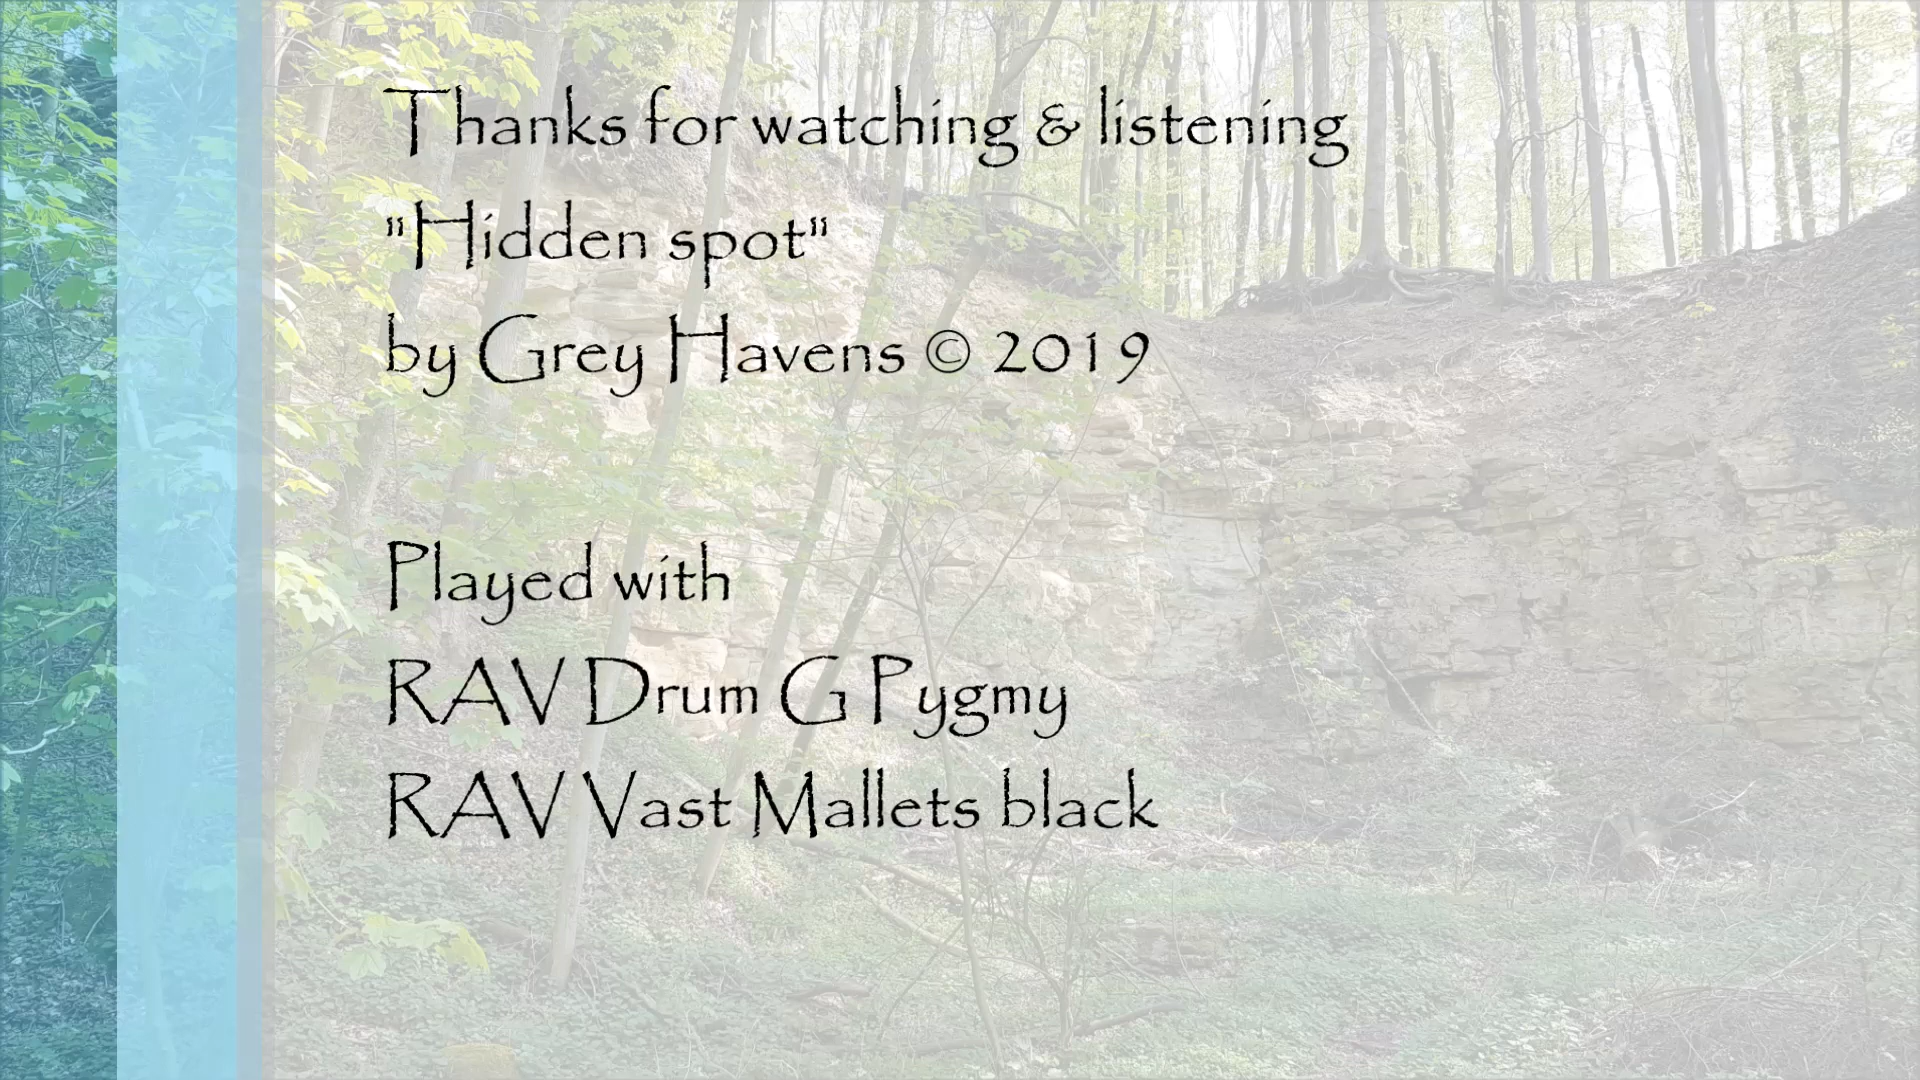 Thanks for watching & listening
"Hidden spot"
by Grey Havens © 2019
Played with
RAV Drum G Pygmy
RAV Vast Mallets black